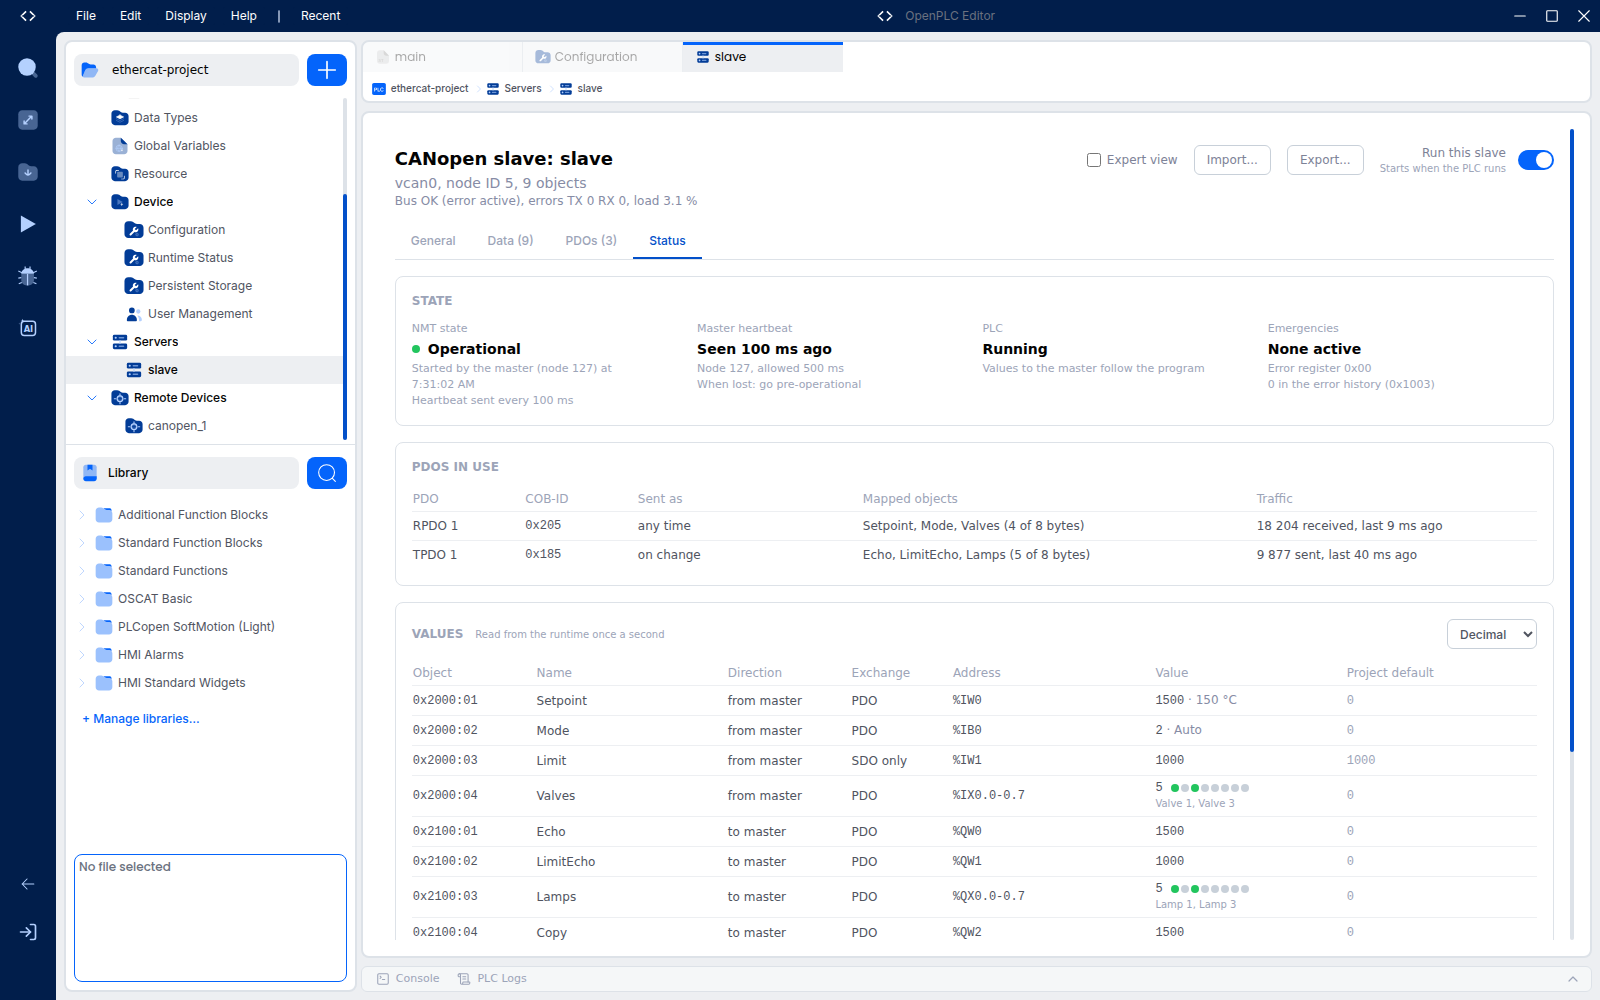 File Edit Display Help | Recent
OpenPLC Editor
ethercat-project
Data Types
Global Variables
Resource
Device
Configuration
Runtime Status
Persistent Storage
User Management
Servers
slave
Remote Devices
canopen_1
Library
Additional Function Blocks
Standard Function Blocks
Standard Functions
OSCAT Basic
PLCopen SoftMotion (Light)
HMI Alarms
HMI Standard Widgets
+ Manage libraries...
No file selected
AI
main Configuration slave
PLC ethercat-project Servers slave
CANopen slave: slave
vcan0, node ID 5, 9 objects
Bus OK (error active), errors TX 0 RX 0, load 3.1 %
Expert view Import... Export... Run this slave
Starts when the PLC runs
General Data (9) PDOs (3) Status
STATE
NMT state Master heartbeat PLC Emergencies
Operational Seen 100 ms ago Running None active
Started by the master (node 127) at Node 127, allowed 500 ms Values to the master follow the program Error register 0x00
7:31:02 AM When lost: go pre-operational 0 in the error history (0x1003)
Heartbeat sent every 100 ms
PDOS IN USE
PDO COB-ID Sent as Mapped objects Traffic
RPDO 1 0x205 any time Setpoint, Mode, Valves (4 of 8 bytes) 18 204 received, last 9 ms ago
TPDO 1 0x185 on change Echo, LimitEcho, Lamps (5 of 8 bytes) 9 877 sent, last 40 ms ago
VALUES Read from the runtime once a second Decimal
Object Name Direction Exchange Address Value Project default
0x2000:01 Setpoint from master PDO %IW0 1500 · 150 °C 0
0x2000:02 Mode from master PDO %IB0 2 · Auto 0
0x2000:03 Limit from master SDO only %IW1 1000 1000
0x2000:04 Valves from master PDO %IX0.0-0.7 5 0
Valve 1, Valve 3
0x2100:01 Echo to master PDO %QW0 1500 0
0x2100:02 LimitEcho to master PDO %QW1 1000 0
0x2100:03 Lamps to master PDO %QX0.0-0.7 5 0
Lamp 1, Lamp 3
0x2100:04 Copy to master PDO %QW2 1500 0
Console PLC Logs